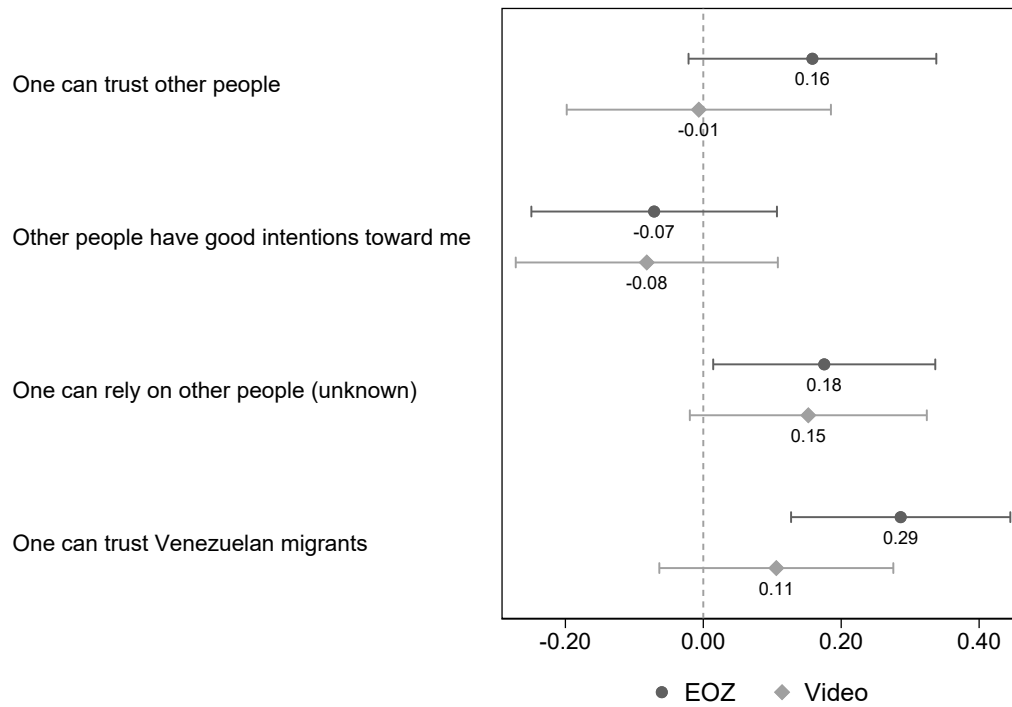 One can trust other people
0.16
-0.01
Other people have good intentions toward me
-0.07
-0.08
One can rely on other people (unknown)
0.18
0.15
One can trust Venezuelan migrants
0.29
0.11
-0.20 0.00 0.20 0.40
EOZ Video